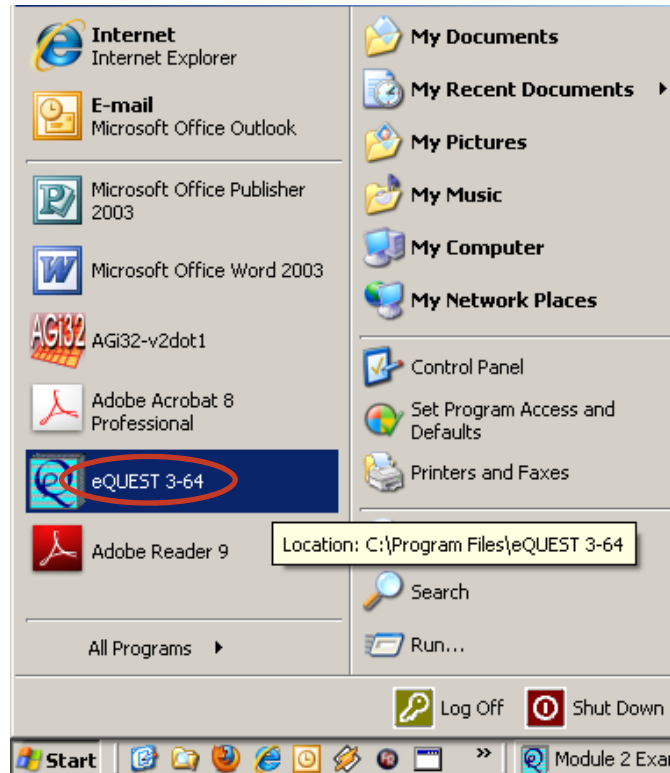 Internet
Internet Explorer
E-mail
Microsoft Office Outlook
Microsoft Office Publisher
2003
Microsoft Office Word 2003
AGi32
AGi32-v2dot1
Adobe Acrobat 8
Professional
eQUEST 3-64
Adobe Reader 9
All Programs
My Documents
My Recent Documents
My Pictures
My Music
My Computer
My Network Places
Control Panel
Set Program Access and
Defaults
Printers and Faxes
Location: C:\Program Files\eQUEST 3-64
Search
Run...
Log Off
Shut Down
Start
»
Module 2 Exa